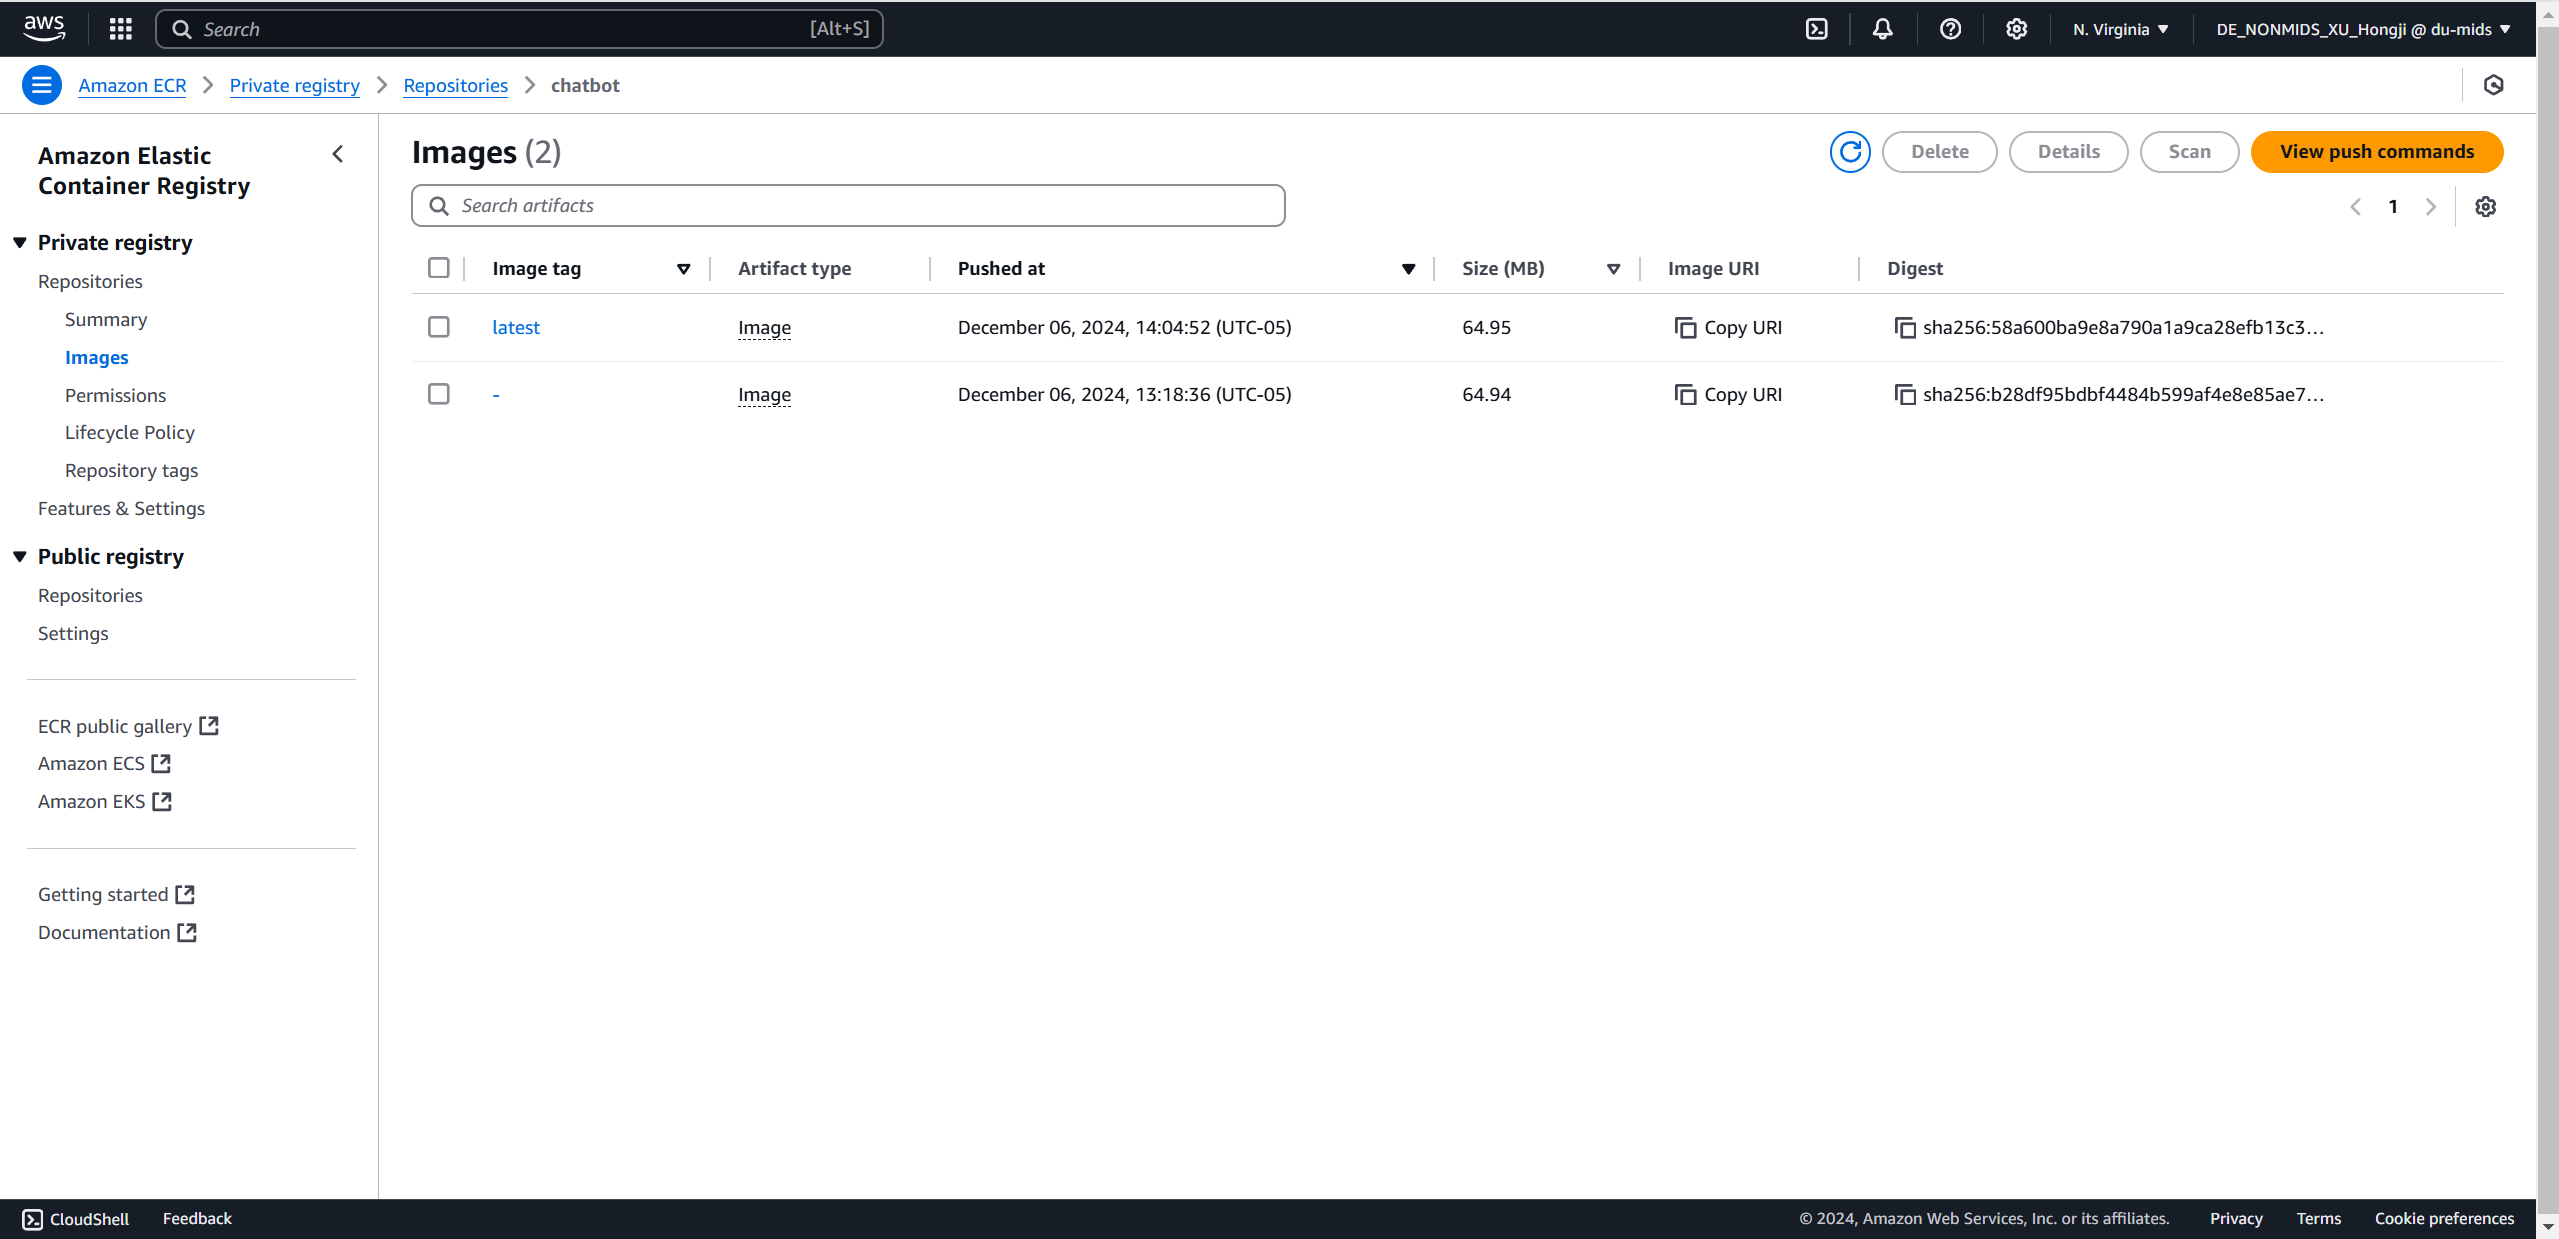 aws
Search [Alt+S]
N. Virginia
DE_NONMIDS_XU_Hongji @ du-mids
Amazon ECR
Private registry
Repositories
chatbot
Amazon Elastic
Container Registry
Private registry
Repositories
Summary
Images
Permissions
Lifecycle Policy
Repository tags
Features & Settings
Public registry
Repositories
Settings
ECR public gallery
Amazon ECS
Amazon EKS
Getting started
Documentation
Images (2)
Delete
Details
Scan
View push commands
Search artifacts
1
Image tag Artifact type Pushed at Size (MB) Image URI Digest
latest Image December 06, 2024, 14:04:52 (UTC-05) 64.95 Copy URI sha256:58a600ba9e8a790a1a9ca28efb13c3...
- Image December 06, 2024, 13:18:36 (UTC-05) 64.94 Copy URI sha256:b28df95bdbf4484b599af4e8e85ae7...
CloudShell
Feedback
© 2024, Amazon Web Services, Inc. or its affiliates.
Privacy
Terms
Cookie preferences